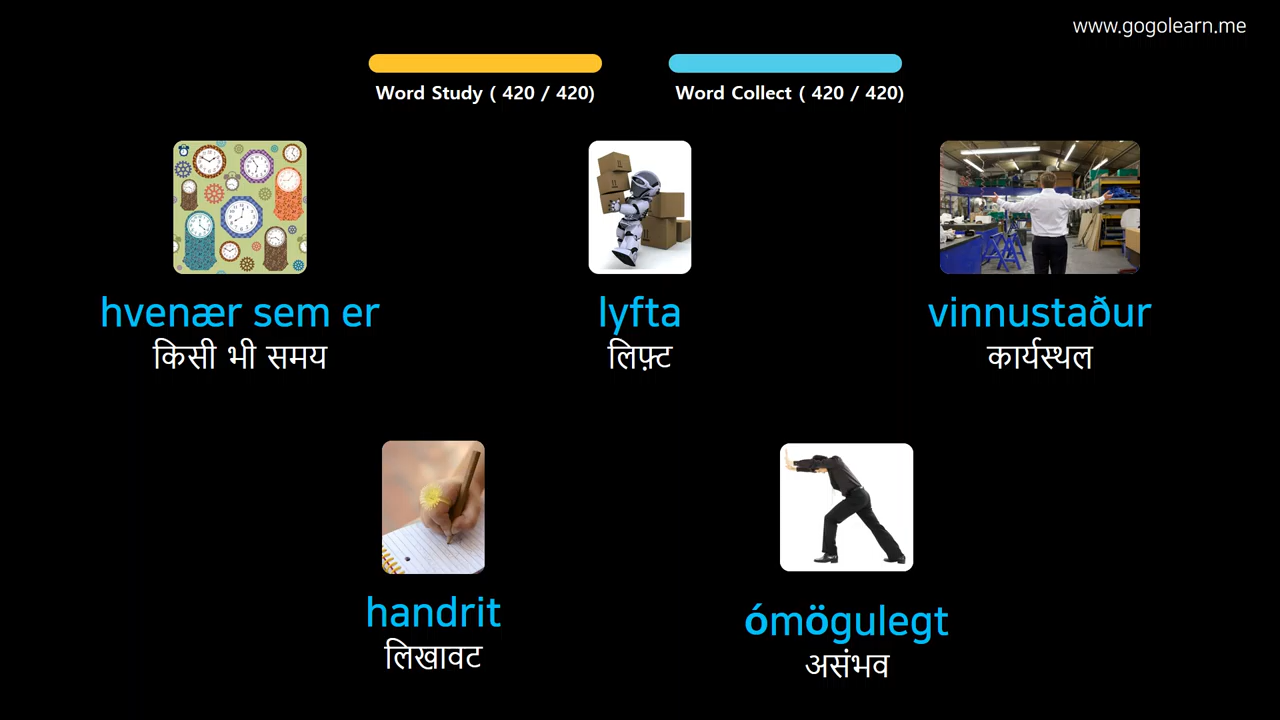 www.gogolearn.me
Word Study ( 420 / 420)
Word Collect ( 420 / 420)
hvenær sem er
किसी भी समय
lyfta
लिफ़्ट
vinnustaður
कार्यस्थल
handrit
लिखावट
ómögulegt
असंभव